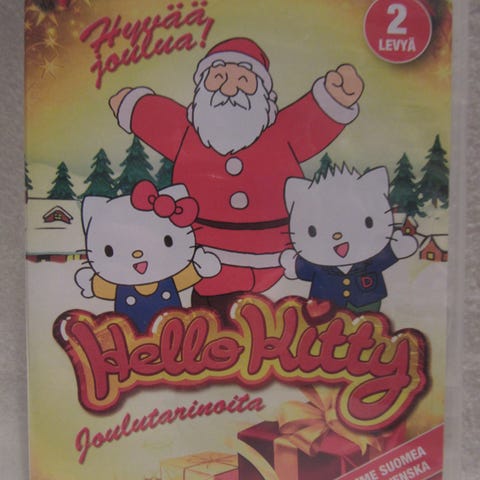 Hyvää
joulua!
2
LEVYÄ
D
Hello Kitty
Joulutarinoita
SUOMEA